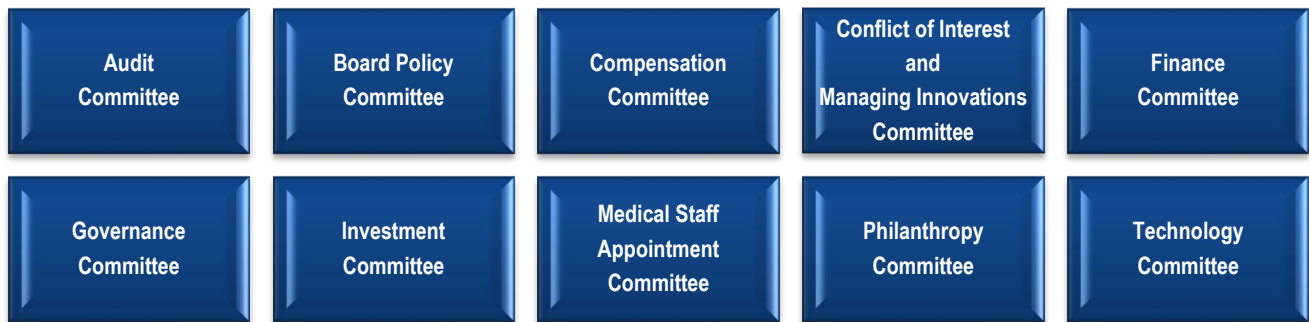 Audit
Committee
Board Policy
Committee
Compensation
Committee
Conflict of Interest
and
Managing Innovations
Committee
Finance
Committee
Governance
Committee
Investment
Committee
Medical Staff
Appointment
Committee
Philanthropy
Committee
Technology
Committee